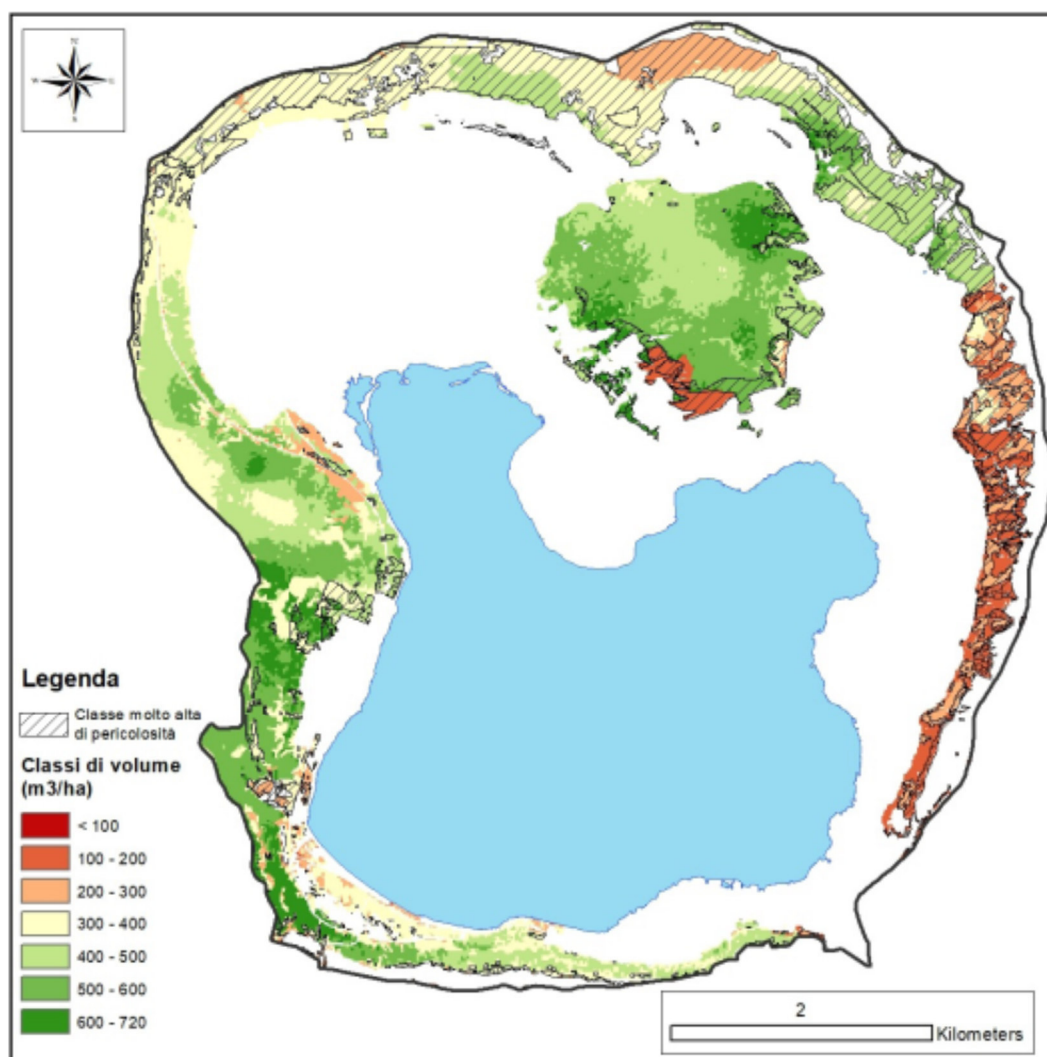 N
Legenda
Classe molto alta
di pericolosità
Classi di volume
(m3/ha)
< 100
100 - 200
200 - 300
300 - 400
400 - 500
500 - 600
600 - 720
2
Kilometers